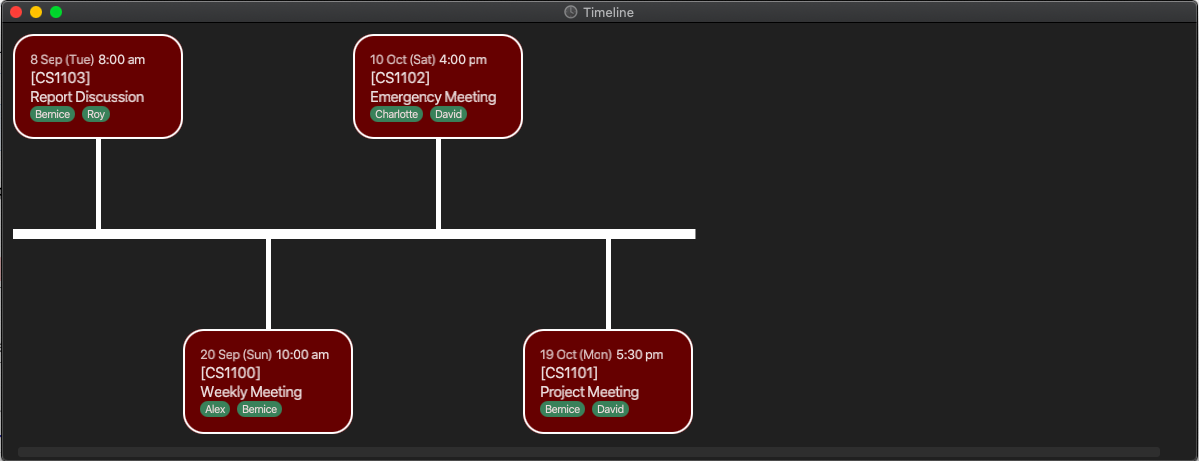 Timeline
8 Sep (Tue) 8:00 am
[CS1103]
Report Discussion
Bernice Roy
10 Oct (Sat) 4:00 pm
[CS1102]
Emergency Meeting
Charlotte David
20 Sep (Sun) 10:00 am
[CS1100]
Weekly Meeting
Alex Bernice
19 Oct (Mon) 5:30 pm
[CS1101]
Project Meeting
Bernice David